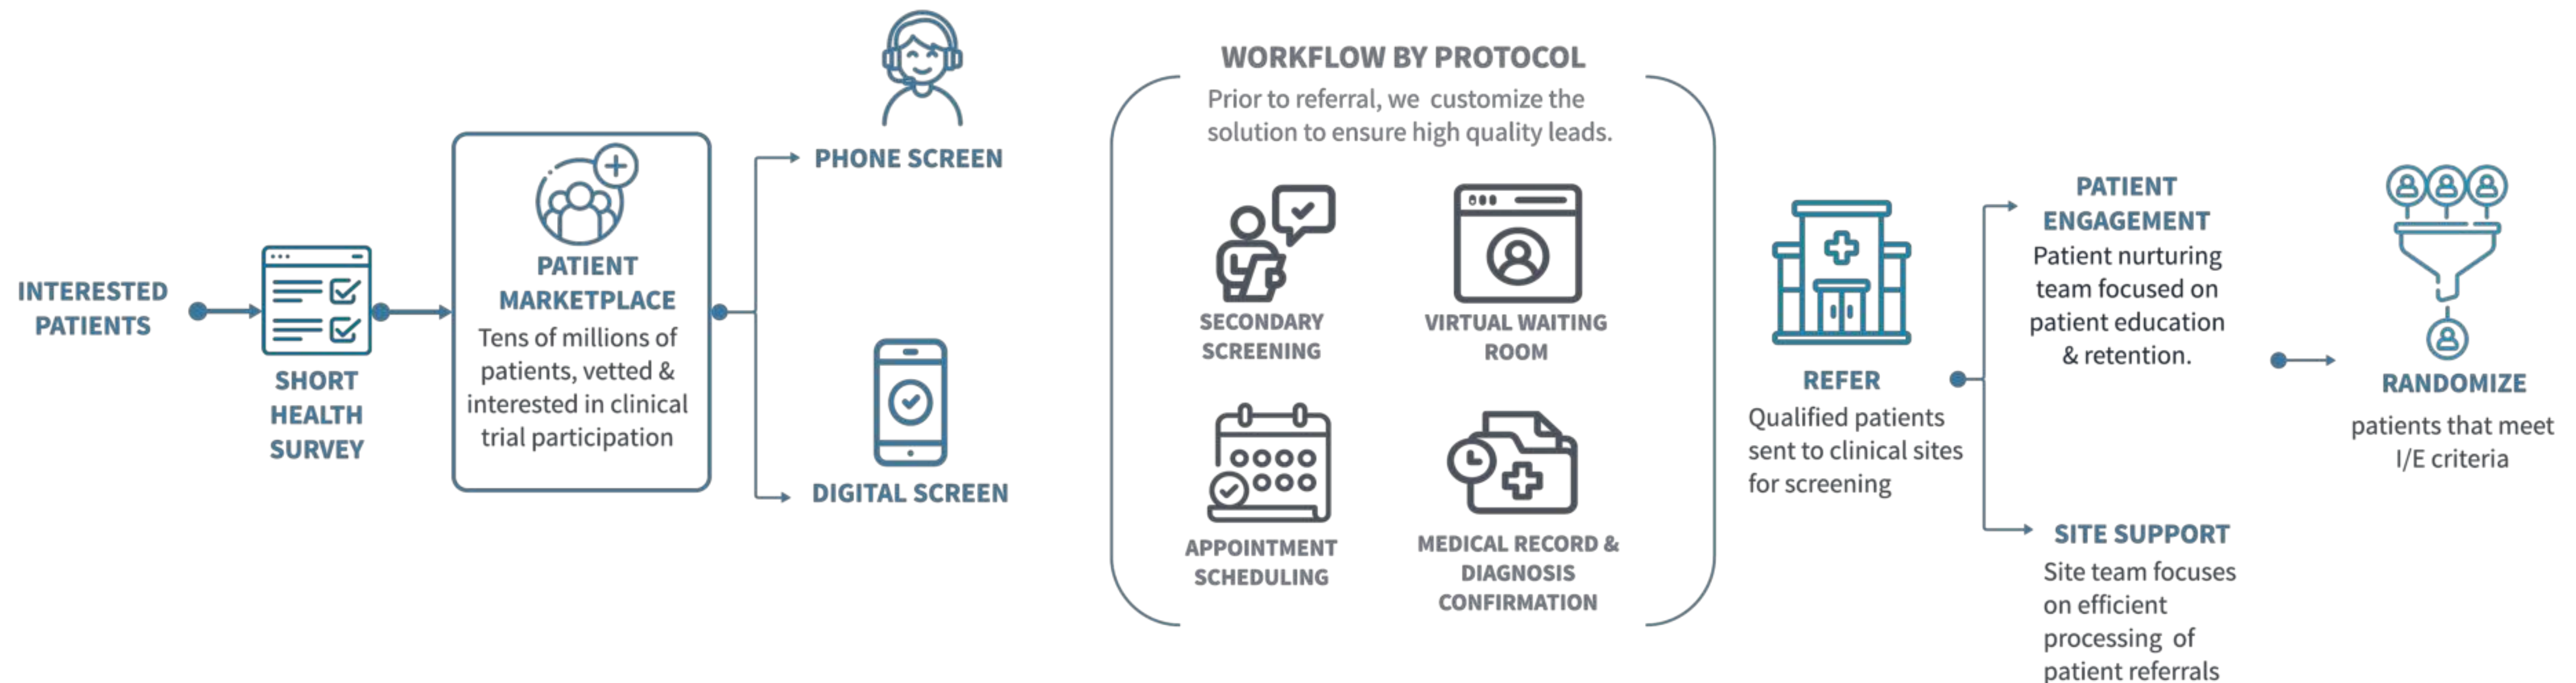 INTERESTED
PATIENTS
SHORT
HEALTH
SURVEY
PATIENT
MARKETPLACE
Tens of millions of
patients, vetted &
interested in clinical
trial participation
PHONE SCREEN
DIGITAL SCREEN
WORKFLOW BY PROTOCOL
Prior to referral, we customize the
solution to ensure high quality leads.
SECONDARY
SCREENING
VIRTUAL WAITING
ROOM
APPOINTMENT
SCHEDULING
MEDICAL RECORD &
DIAGNOSIS
CONFIRMATION
REFER
Qualified patients
sent to clinical sites
for screening
PATIENT
ENGAGEMENT
Patient nurturing
team focused on
patient education
& retention.
SITE SUPPORT
Site team focuses
on efficient
processing of
patient referrals
RANDOMIZE
patients that meet
I/E criteria